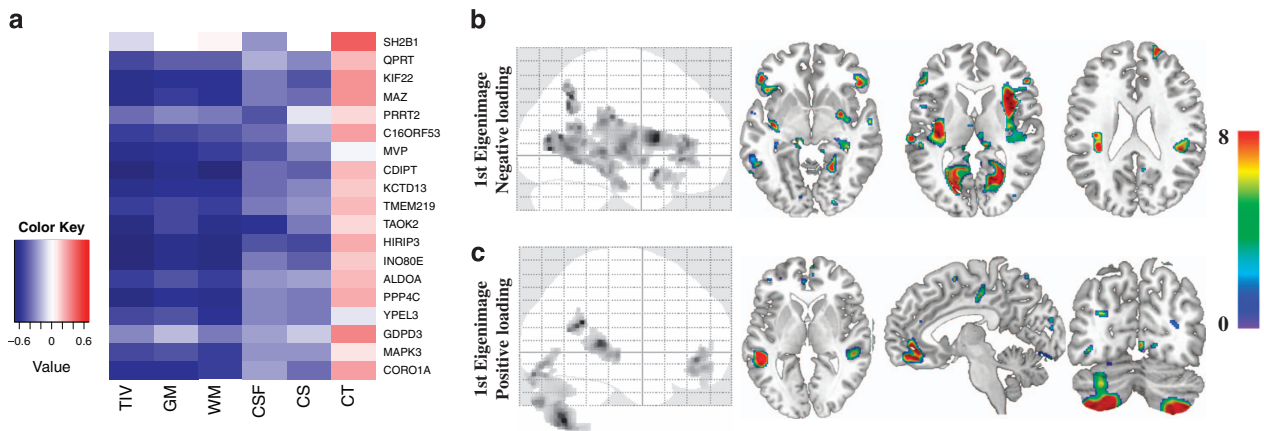 a
SH2B1
QPRT
KIF22
MAZ
PRRT2
C16ORF53
MVP
CDIPT
KCTD13
TMEM219
TAOK2
HIRIP3
INO80E
ALDOA
PPP4C
YPEL3
GDPD3
MAPK3
CORO1A
Color Key
−0.6 0 0.6
Value
TIV GM WM CSF CS CT
b
1st Eigenimage
Negative loading
c
1st Eigenimage
Positive loading
8
0